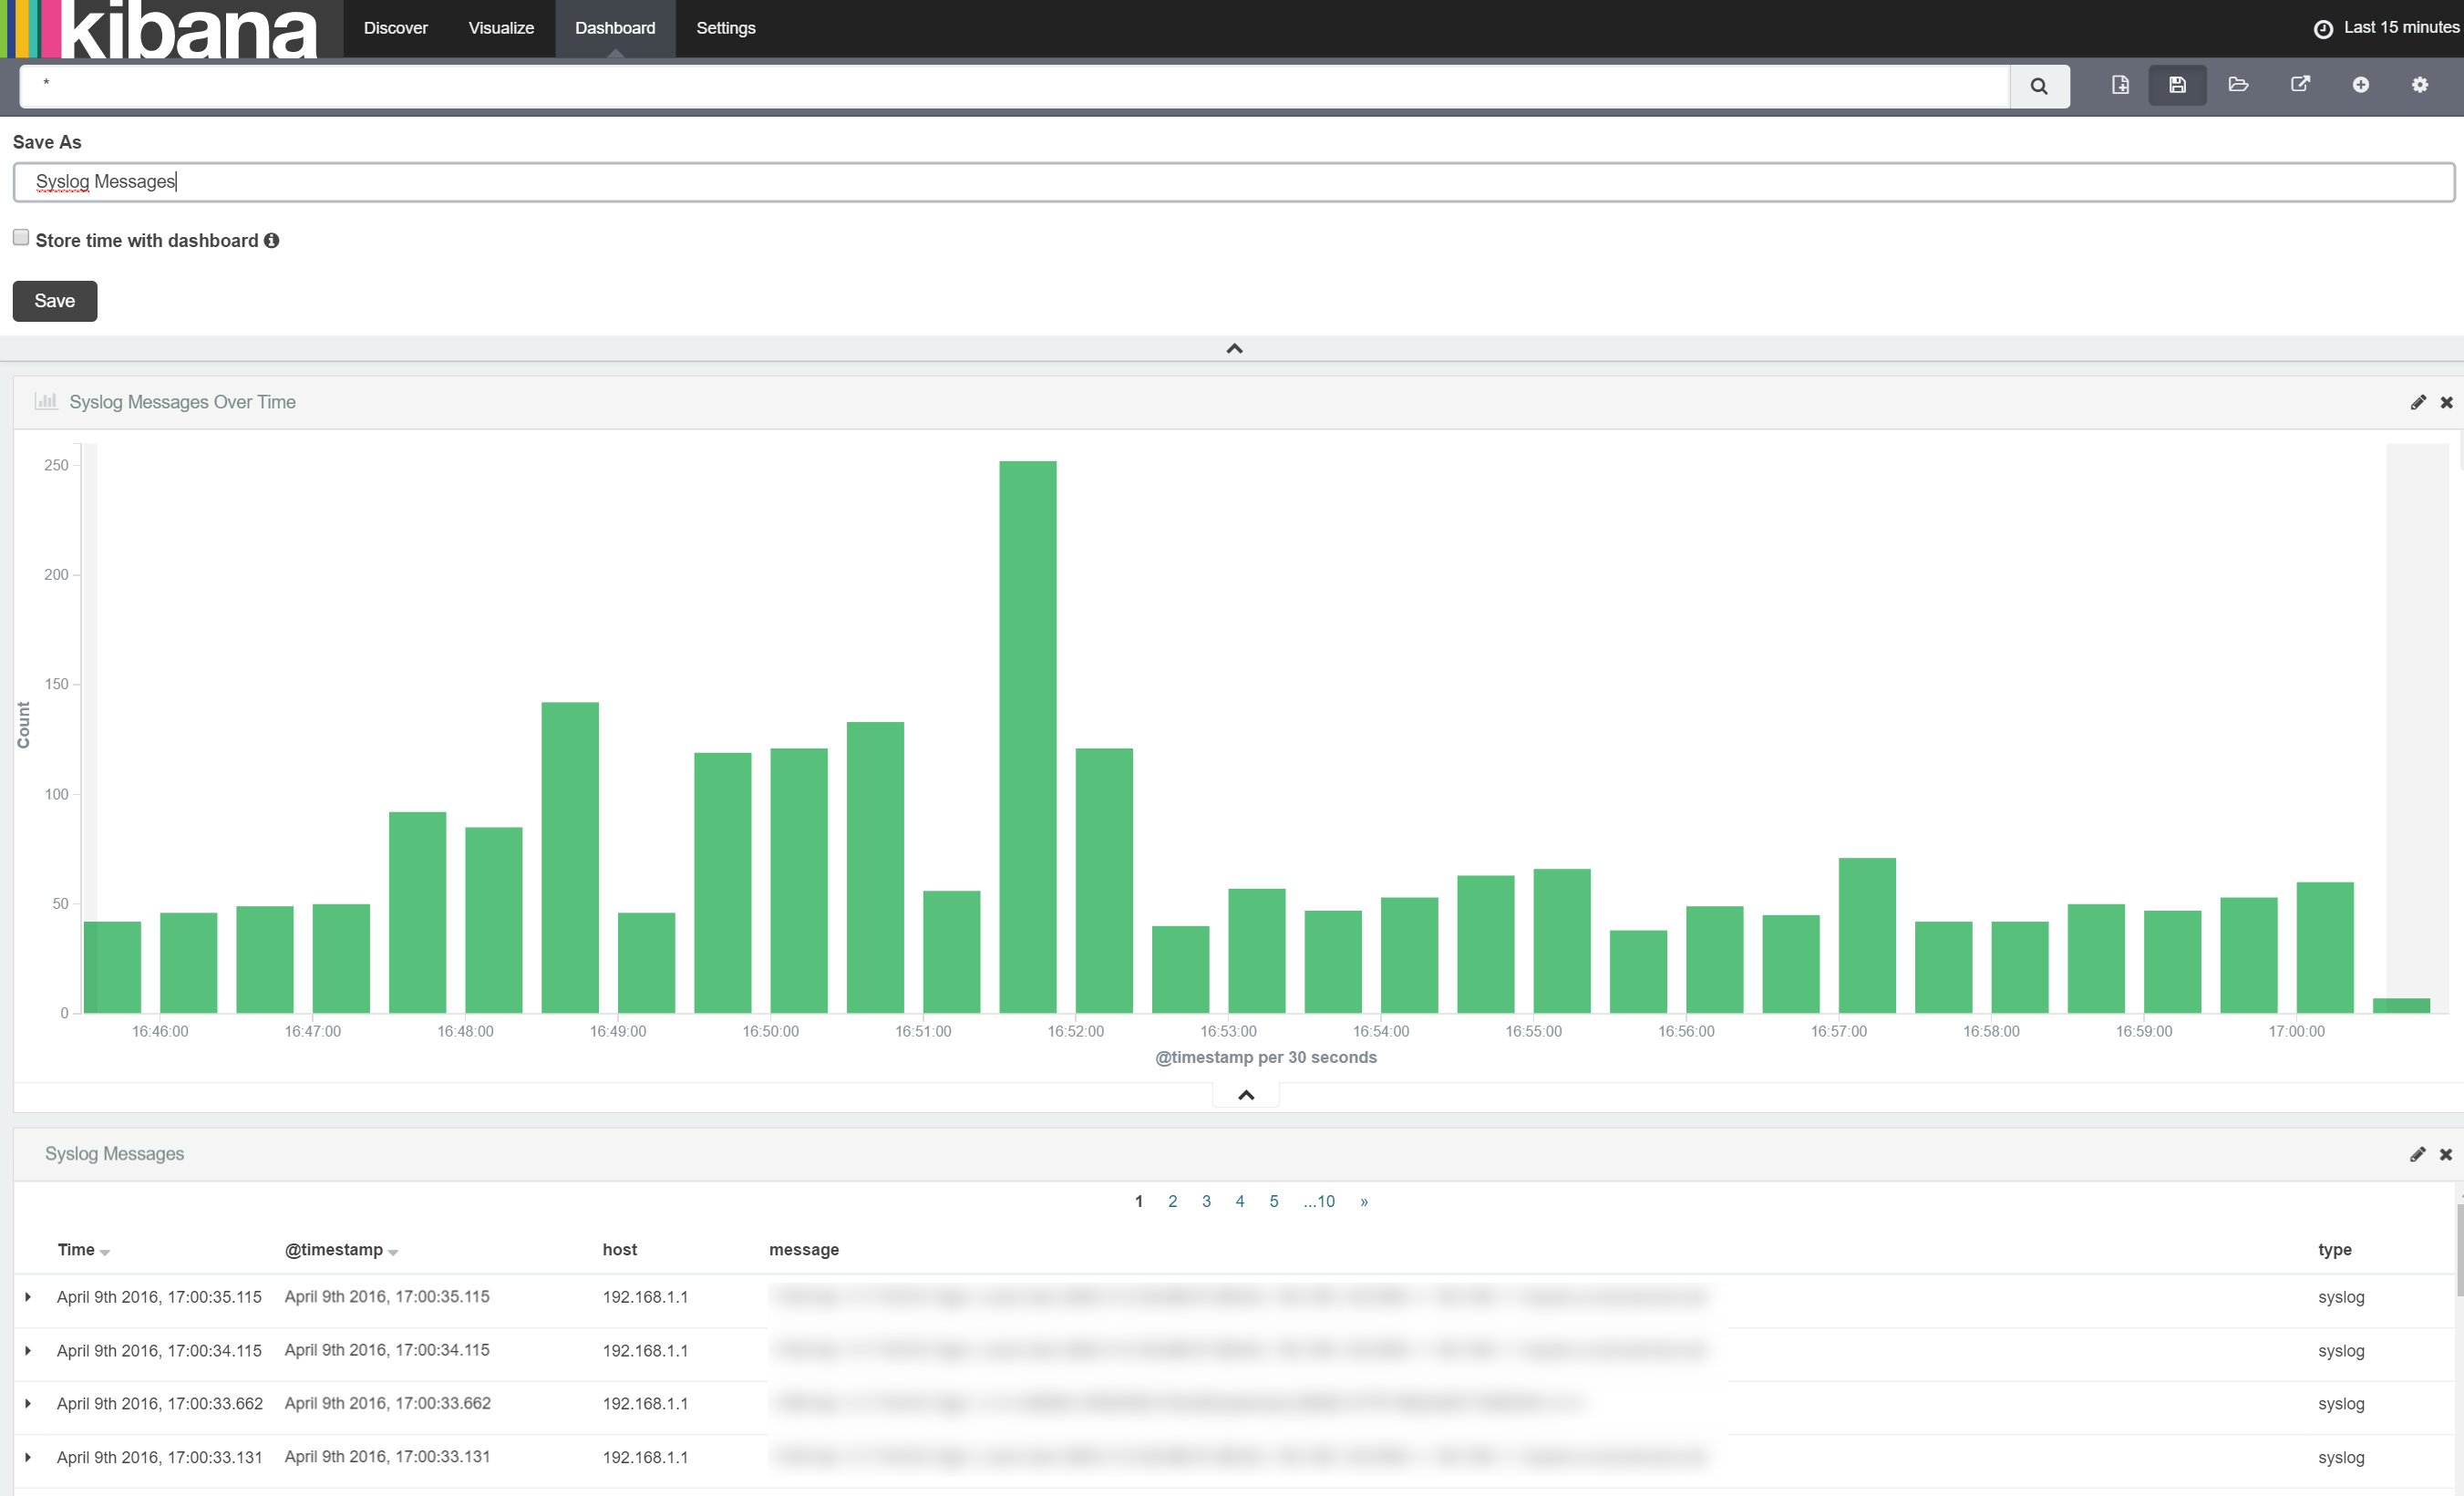 kibana Discover Visualize Dashboard Settings Last 15 minutes
*
Save As
Syslog Messages
Store time with dashboard
Save
Syslog Messages Over Time
250
200
150
100
50
0
Count
16:46:00 16:47:00 16:48:00 16:49:00 16:50:00 16:51:00 16:52:00 16:53:00 16:54:00 16:55:00 16:56:00 16:57:00 16:58:00 16:59:00 17:00:00
@timestamp per 30 seconds
Syslog Messages
1 2 3 4 5 ...10 »
Time @timestamp host message type
April 9th 2016, 17:00:35.115 April 9th 2016, 17:00:35.115 192.168.1.1 syslog
April 9th 2016, 17:00:34.115 April 9th 2016, 17:00:34.115 192.168.1.1 syslog
April 9th 2016, 17:00:33.662 April 9th 2016, 17:00:33.662 192.168.1.1 syslog
April 9th 2016, 17:00:33.131 April 9th 2016, 17:00:33.131 192.168.1.1 syslog